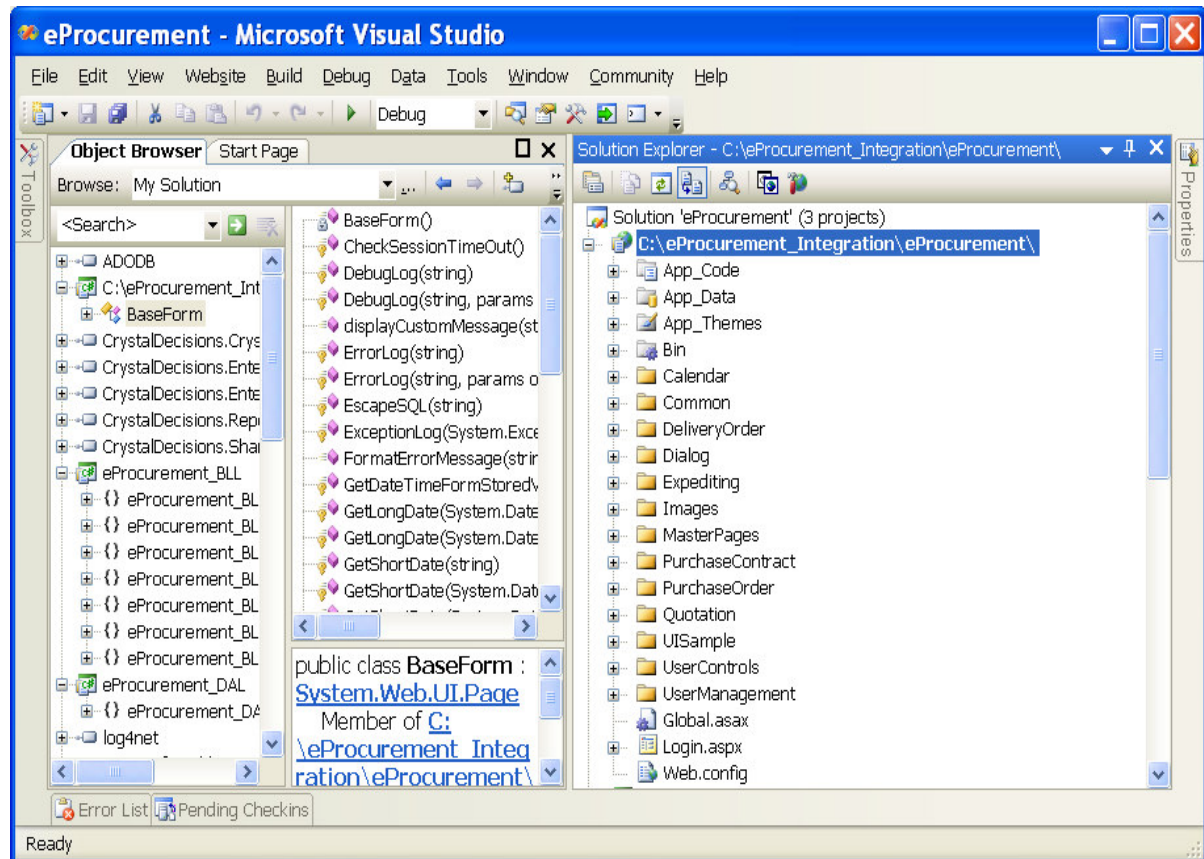 eProcurement - Microsoft Visual Studio
File Edit View Website Build Debug Data Tools Window Community Help
Debug
Toolbox
Object Browser Start Page
Browse: My Solution
<Search>
ADODB
C:\eProcurement_Int
BaseForm
CrystalDecisions.Crys
CrystalDecisions.Ente
CrystalDecisions.Ente
CrystalDecisions.Rep
CrystalDecisions.Shar
eProcurement_BLL
{} eProcurement_BL
{} eProcurement_BL
{} eProcurement_BL
{} eProcurement_BL
{} eProcurement_BL
{} eProcurement_BL
{} eProcurement_BL
eProcurement_DAL
{} eProcurement_DA
log4net
BaseForm()
CheckSessionTimeOut()
DebugLog(string)
DebugLog(string, params
displayCustomMessage(st
ErrorLog(string)
ErrorLog(string, params o
EscapeSQL(string)
ExceptionLog(System.Exce
FormatErrorMessage(strin
GetDateTimeFormStoredV
GetLongDate(System.Date
GetLongDate(System.Date
GetShortDate(string)
GetShortDate(System.Dat
public class BaseForm :
System.Web.UI.Page
Member of C:
\eProcurement_Integ
ration\eProcurement\
Solution Explorer - C:\eProcurement_Integration\eProcurement\
Solution 'eProcurement' (3 projects)
C:\eProcurement_Integration\eProcurement\
App_Code
App_Data
App_Themes
Bin
Calendar
Common
DeliveryOrder
Dialog
Expediting
Images
MasterPages
PurchaseContract
PurchaseOrder
Quotation
UISample
UserControls
UserManagement
Global.asax
Login.aspx
Web.config
Properties
Error List Pending Checkins
Ready